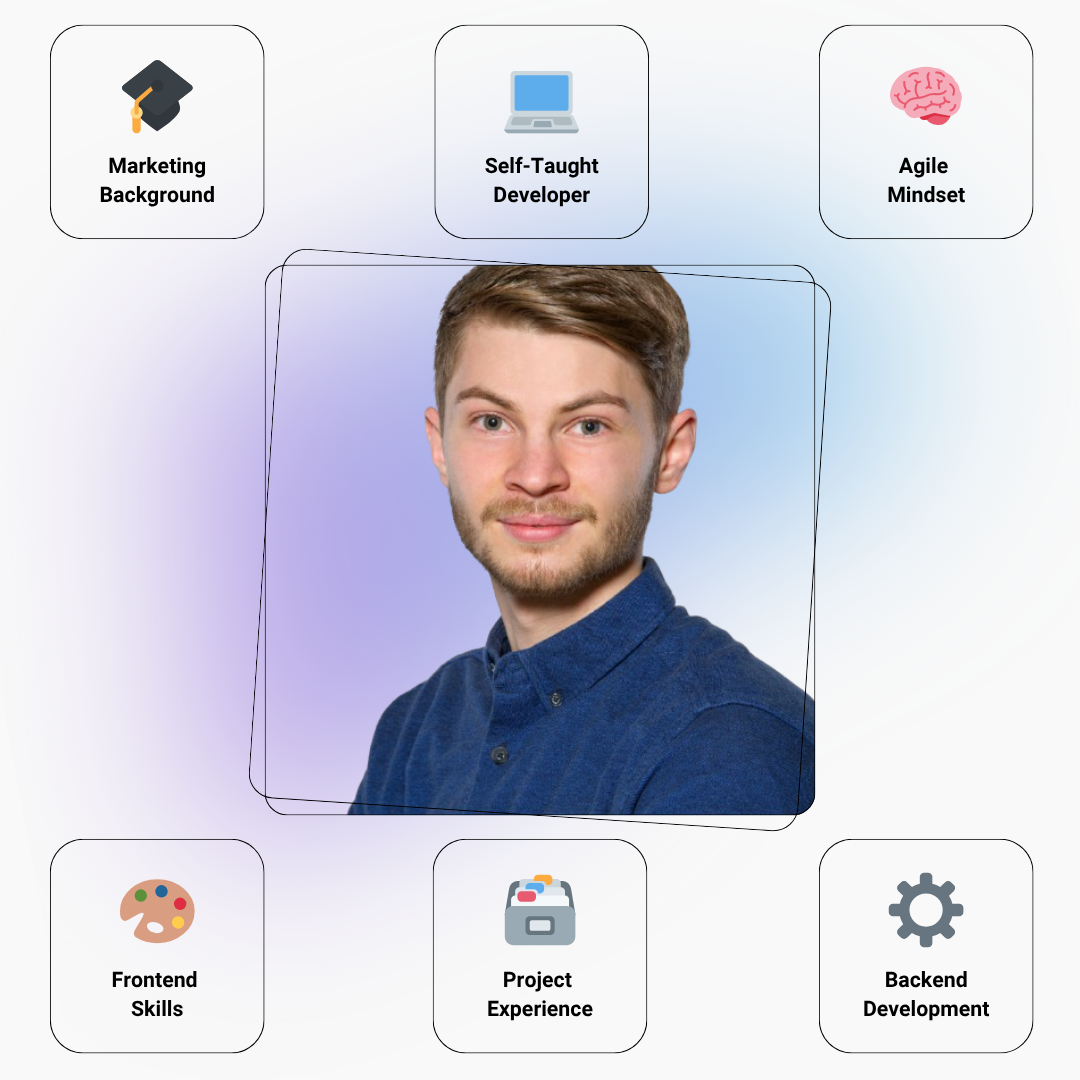 Marketing
Background
Self-Taught
Developer
Agile
Mindset
Frontend
Skills
Project
Experience
Backend
Development